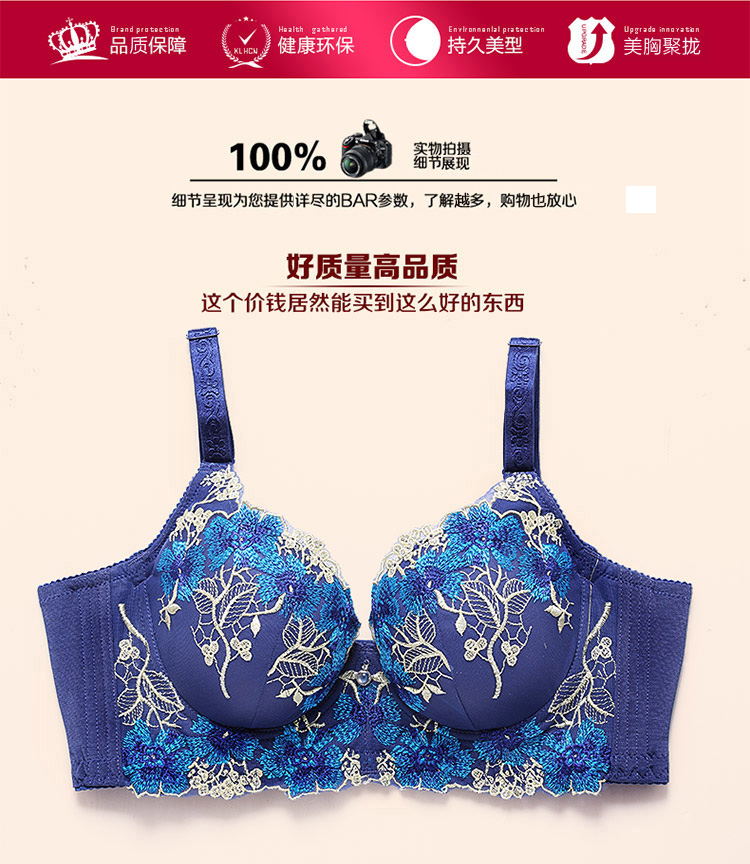 Brand protection
品质保障
KLHCN
Health gathered
健康环保
Environnenlal pratection
持久美型
UPGRADE
Upgrade innovation
美胸聚拢
100%
实物拍摄
细节展现
细节呈现为您提供详尽的BAR参数，了解越多，购物也放心
好质量高品质
这个价钱居然能买到这么好的东西